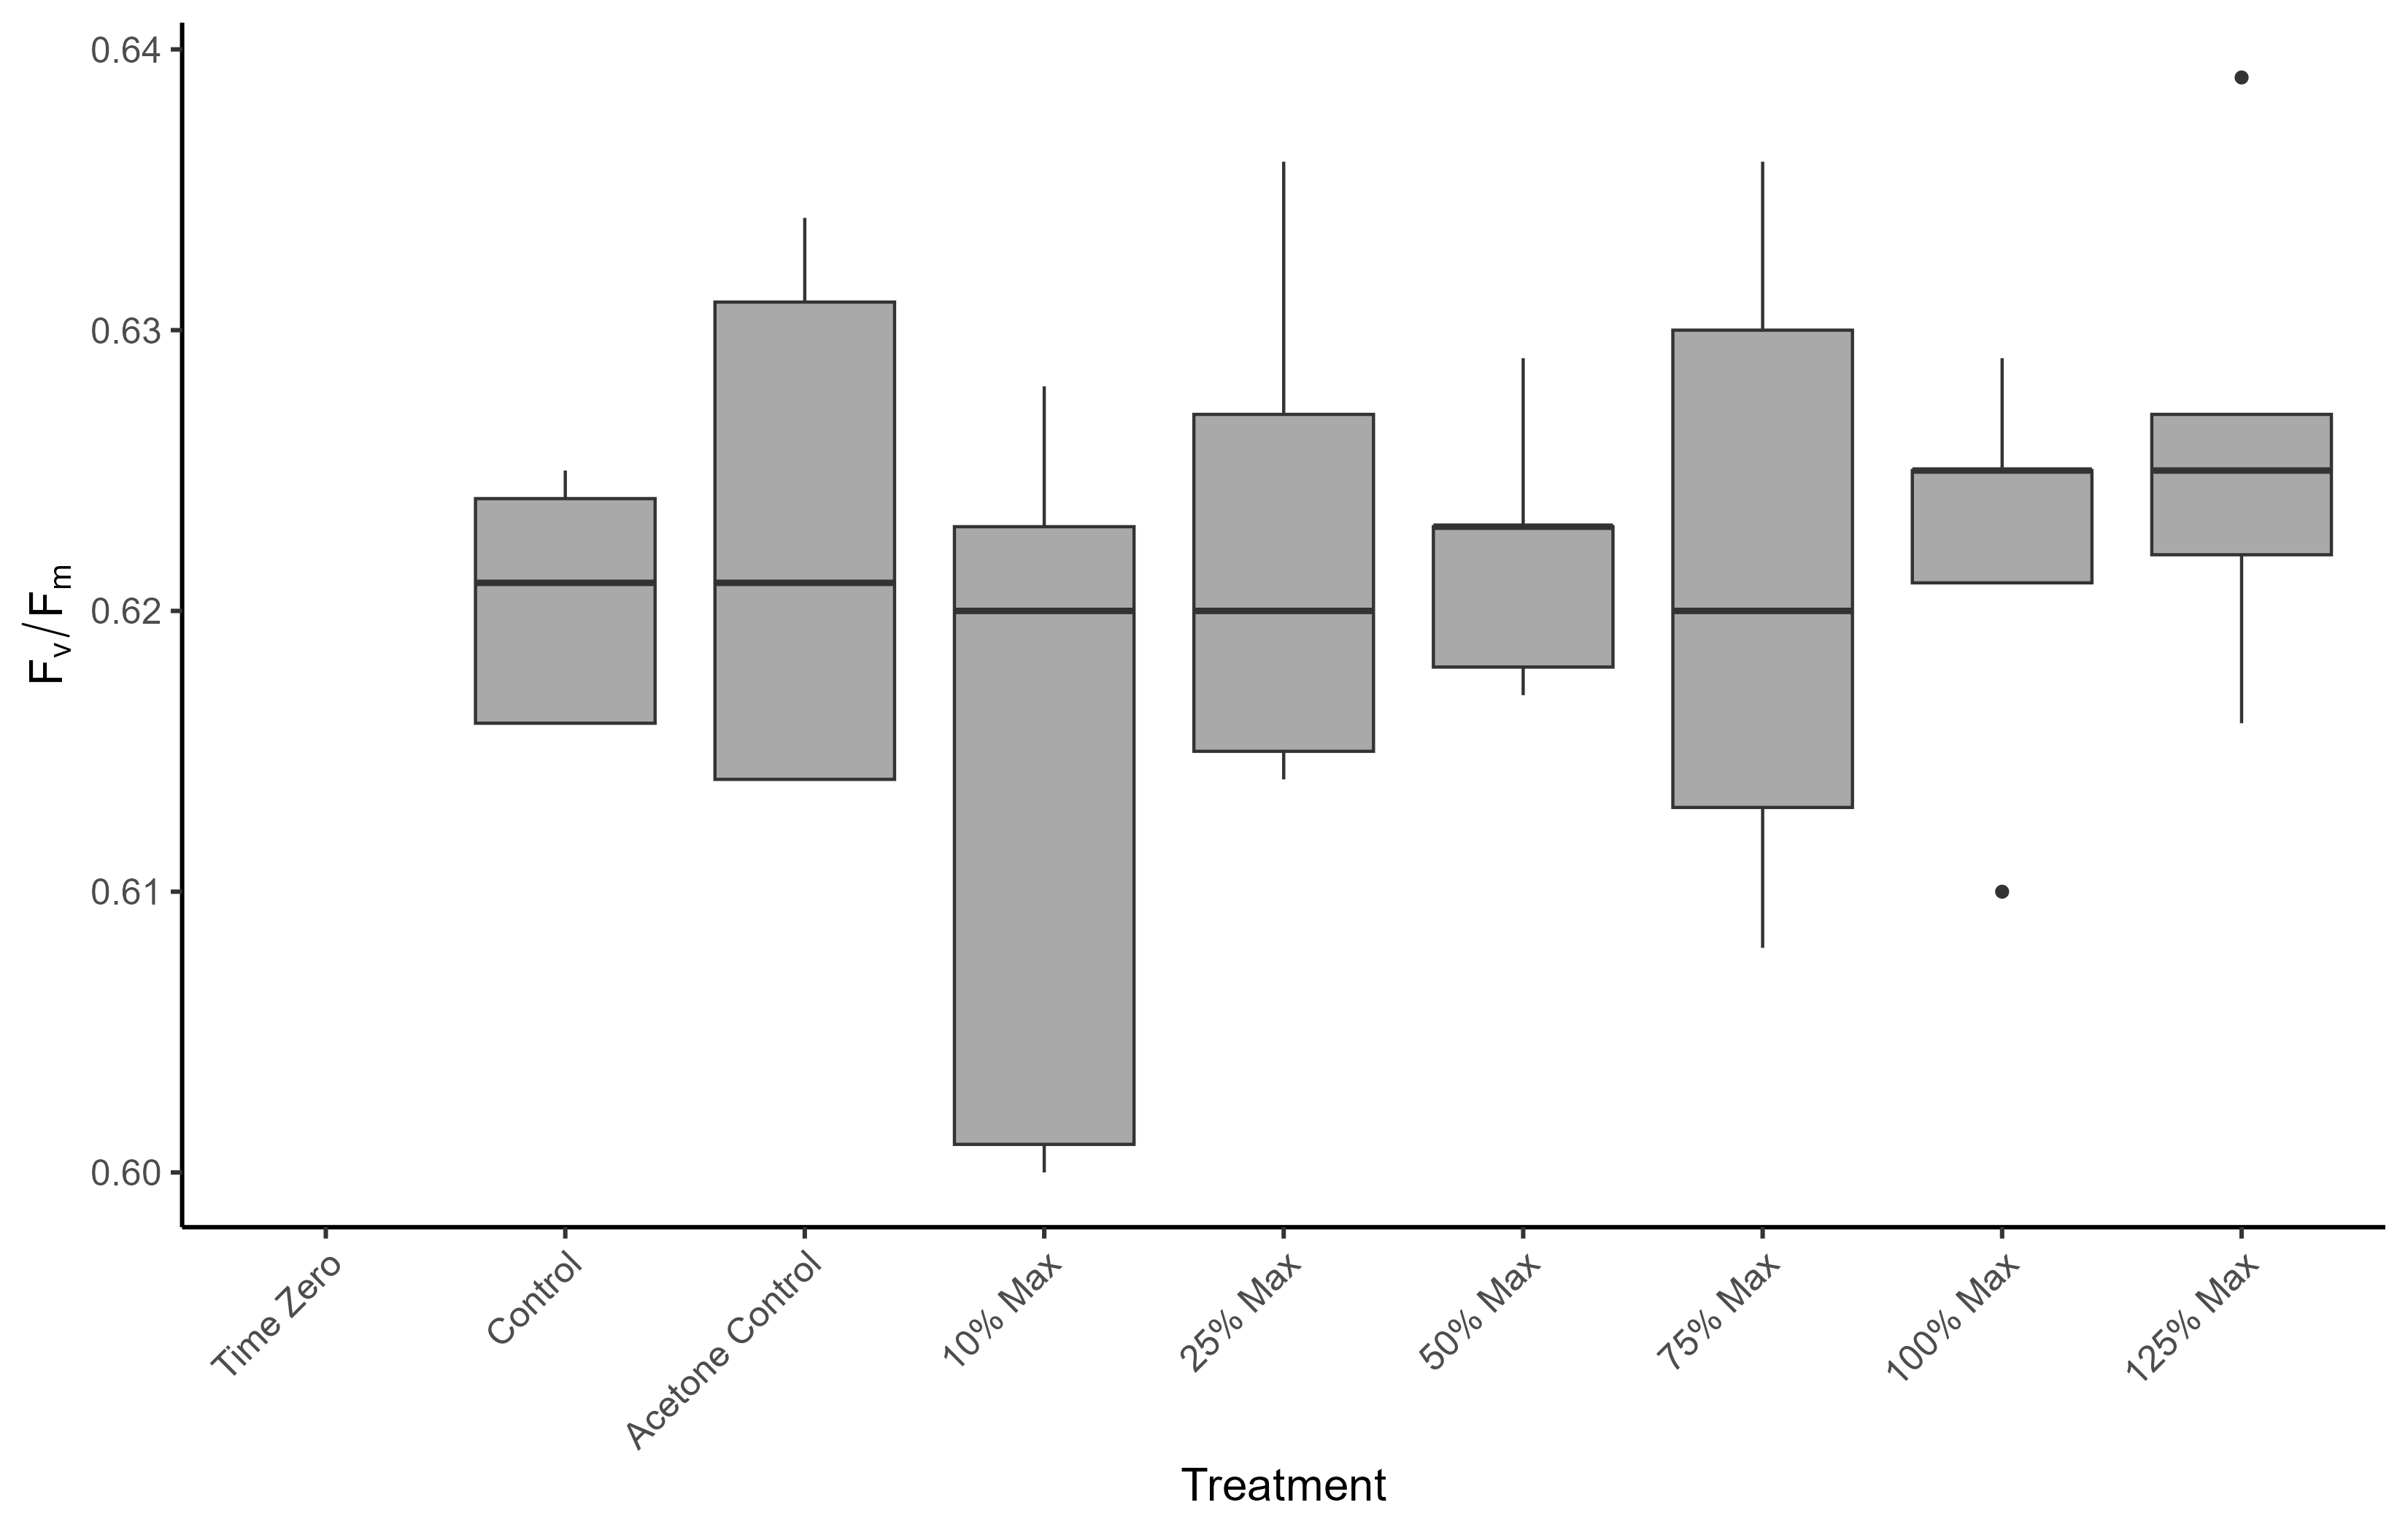 0.64
0.63
0.62
0.61
0.60
Fv/Fm
Time Zero
Control
Acetone Control
10% Max
25% Max
50% Max
75% Max
100% Max
125% Max
Treatment